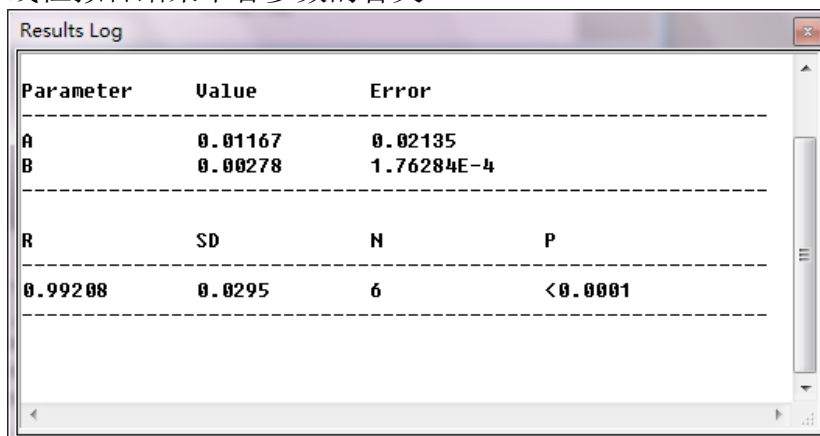 Results Log
Parameter Value Error
A 0.01167 0.02135
B 0.00278 1.76284E-4
R SD N P
0.99208 0.0295 6 <0.0001